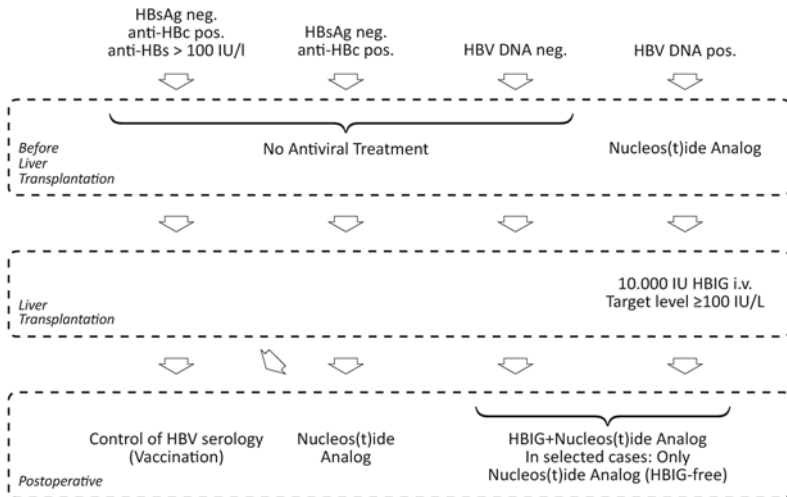 HBsAg neg.
anti-HBc pos.
anti-HBs > 100 IU/l
HBsAg neg.
anti-HBc pos.
HBV DNA neg.
HBV DNA pos.
Before
Liver
Transplantation
No Antiviral Treatment
Nucleos(t)ide Analog
Liver
Transplantation
10.000 IU HBIG i.v.
Target level ≥100 IU/L
Postoperative
Control of HBV serology
(Vaccination)
Nucleos(t)ide
Analog
HBIG+Nucleos(t)ide Analog
In selected cases: Only
Nucleos(t)ide Analog (HBIG-free)